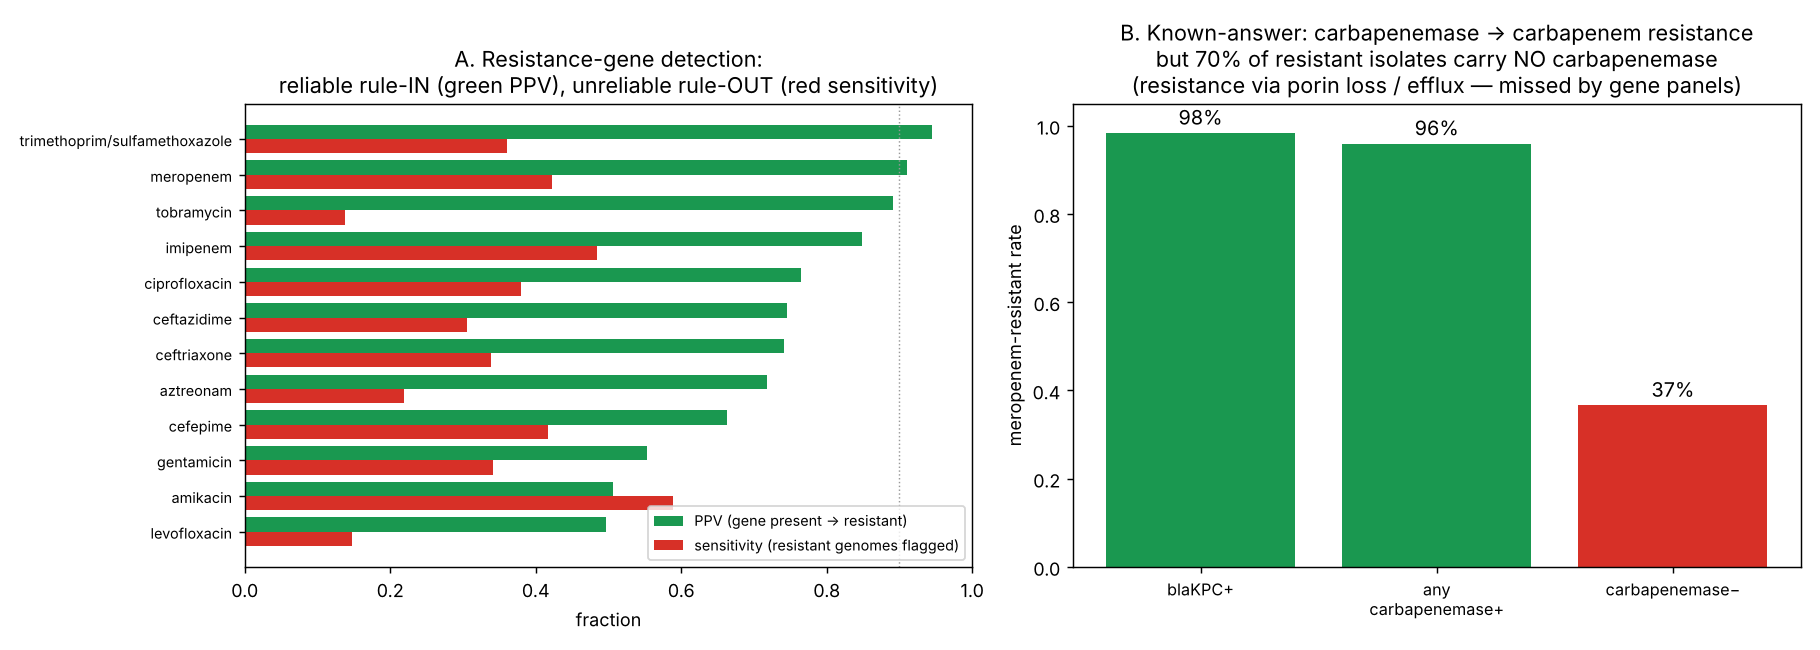 A. Resistance-gene detection:
reliable rule-IN (green PPV), unreliable rule-OUT (red sensitivity)
trimethoprim/sulfamethoxazole
meropenem
tobramycin
imipenem
ciprofloxacin
ceftazidime
ceftriaxone
aztreonam
cefepime
gentamicin
amikacin
levofloxacin
PPV (gene present → resistant)
sensitivity (resistant genomes flagged)
0.0 0.2 0.4 0.6 0.8 1.0
fraction
B. Known-answer: carbapenemase → carbapenem resistance
but 70% of resistant isolates carry NO carbapenemase
(resistance via porin loss / efflux — missed by gene panels)
meropenem-resistant rate
1.0
0.8
0.6
0.4
0.2
0.0
98%
96%
37%
blaKPC+
any
carbapenemase+
carbapenemase−